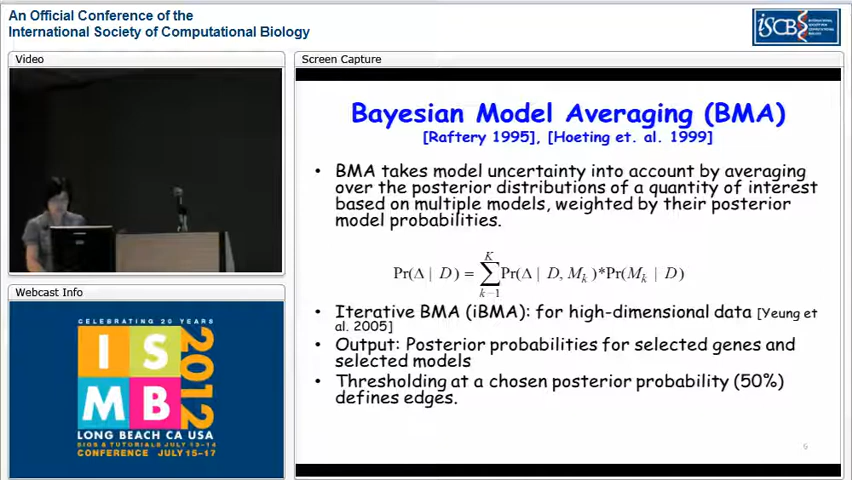 An Official Conference of the
International Society of Computational Biology
iSCB
Video
Screen Capture
Bayesian Model Averaging (BMA)
[Raftery 1995], [Hoeting et. al. 1999]
• BMA takes model uncertainty into account by averaging
over the posterior distributions of a quantity of interest
based on multiple models, weighted by their posterior
model probabilities.
K
Pr(Δ | D) = ∑ Pr(Δ | D, Mk)*Pr(Mk | D)
k−1
• Iterative BMA (iBMA): for high-dimensional data [Yeung et
al. 2005]
• Output: Posterior probabilities for selected genes and
selected models
• Thresholding at a chosen posterior probability (50%)
defines edges.
Webcast Info
CELEBRATING 20 YEARS
IS
MB
2012
LONG BEACH CA USA
SIGS & TUTORIALS JULY 13-14
CONFERENCE JULY 15-17